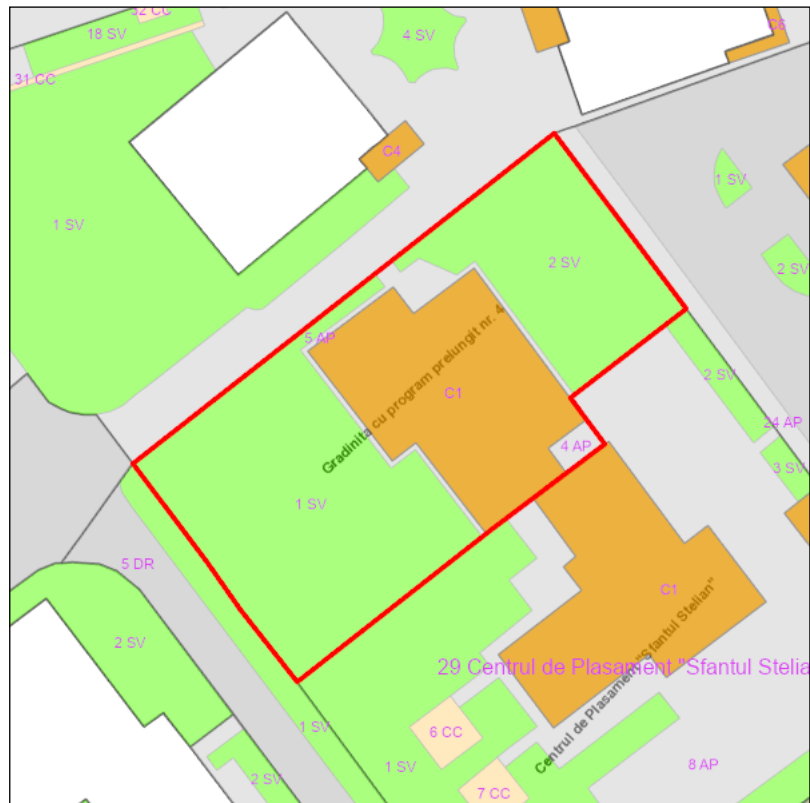 32 CC
18 SV
4 SV
C6
31 CC
C4
1 SV
1 SV
2 SV
2 SV
5 AP
Gradinita cu program prelungit nr. 4
C1
2 SV
24 AP
4 AP
3 SV
1 SV
5 DR
C1
2 SV
29 Centrul de Plasament "Sfantul Stelia
Centrul de Plasament "Sfantul Stelian"
1 SV
6 CC
1 SV
8 AP
2 SV
7 CC